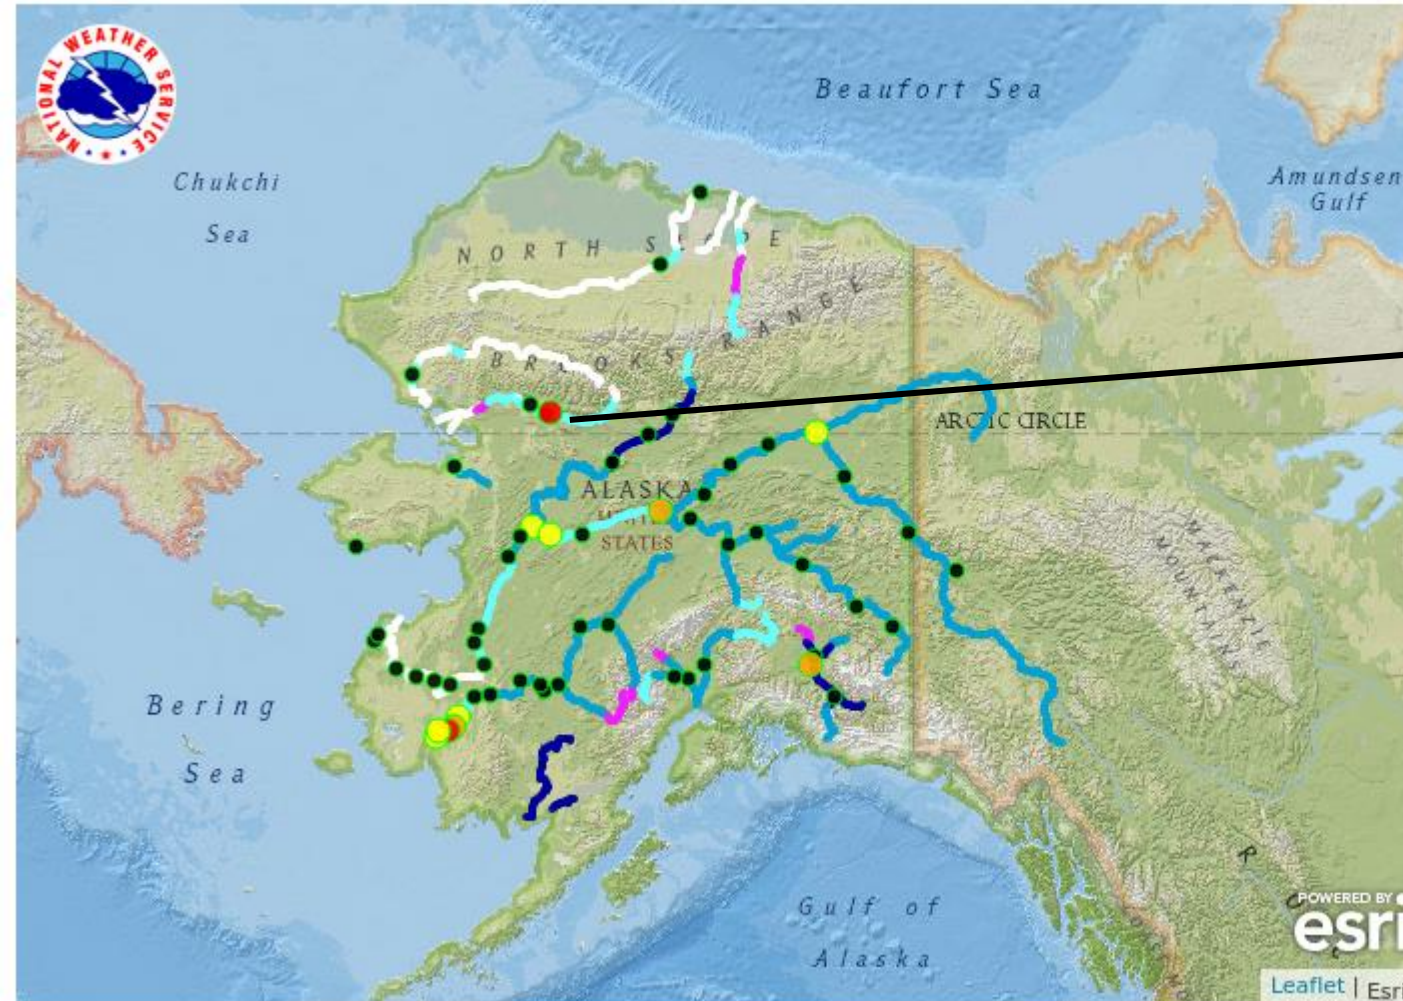 NATIONAL WEATHER SERVICE
Beaufort Sea
Chukchi
Sea
Amundsen
Gulf
NORTH SLOPE
BROOKS RANGE
ARCTIC CIRCLE
ALASKA
UNITED
STATES
MACKENZIE
MOUNTAINS
Bering
Sea
Gulf of
Alaska
R
O
C
POWERED BY
esri
Leaflet | Esri